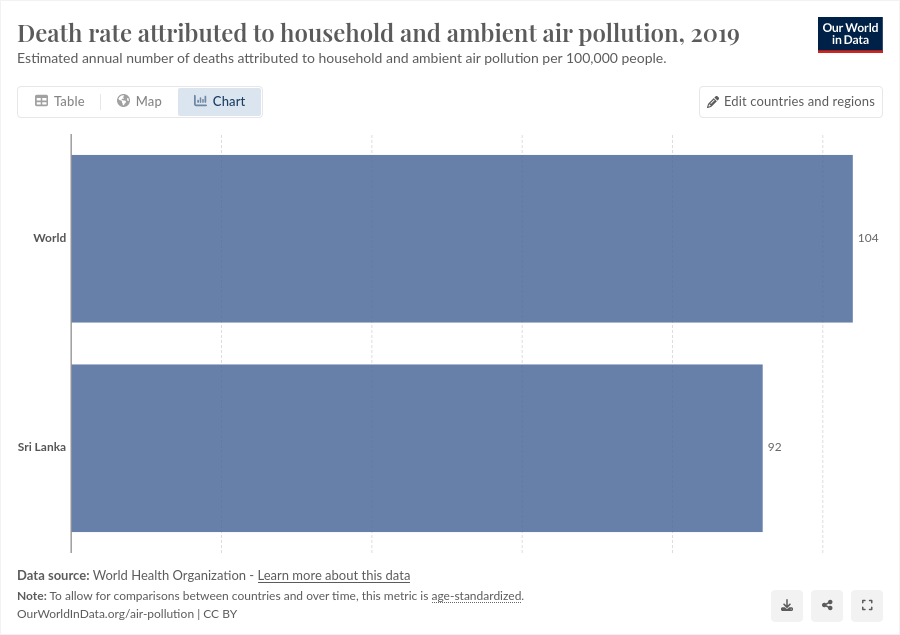 Death rate attributed to household and ambient air pollution, 2019
Estimated annual number of deaths attributed to household and ambient air pollution per 100,000 people.
Our World
in Data
Table
Map
Chart
Edit countries and regions
World
104
Sri Lanka
92
Data source: World Health Organization - Learn more about this data
Note: To allow for comparisons between countries and over time, this metric is age-standardized.
OurWorldInData.org/air-pollution | CC BY